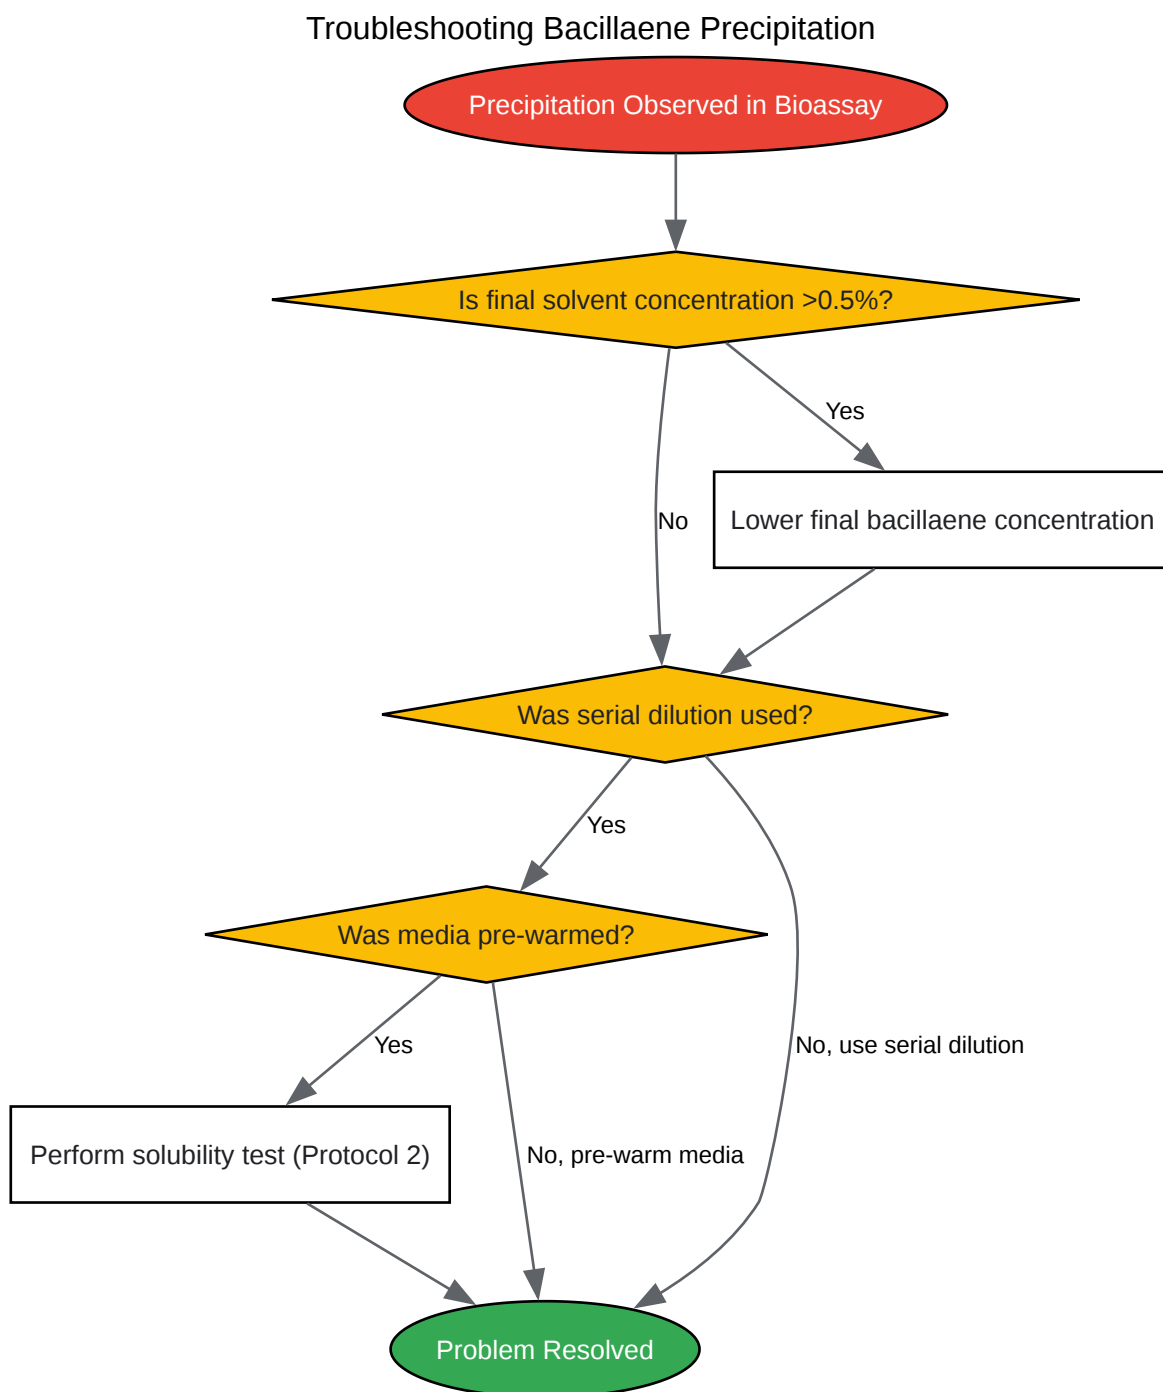 Troubleshooting Bacillaene Precipitation
Precipitation Observed in Bioassay
Is final solvent concentration >0.5%?
Yes
No
Lower final bacillaene concentration
Was serial dilution used?
Yes
Was media pre-warmed?
Yes
No, use serial dilution
Perform solubility test (Protocol 2)
No, pre-warm media
Problem Resolved